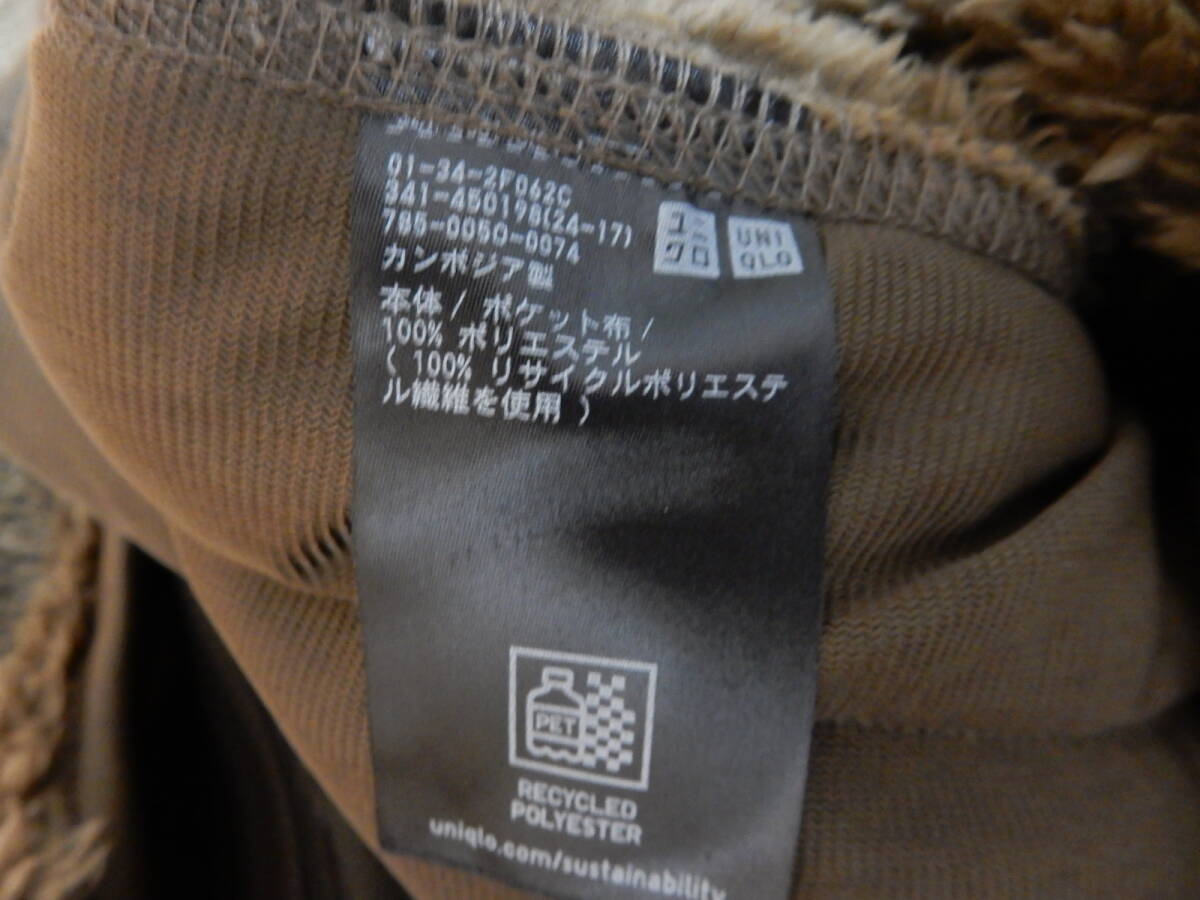 01-34-2F062C
341-450198(24-17)
785-0050-0074
カンボジア製
ユニ
クロ
UNI
QLO
本体 / ポケット布 /
100% ポリエステル
( 100% リサイクルポリエステ
ル繊維を使用 )
PET
RECYCLED
POLYESTER
uniqlo.com/sustainability